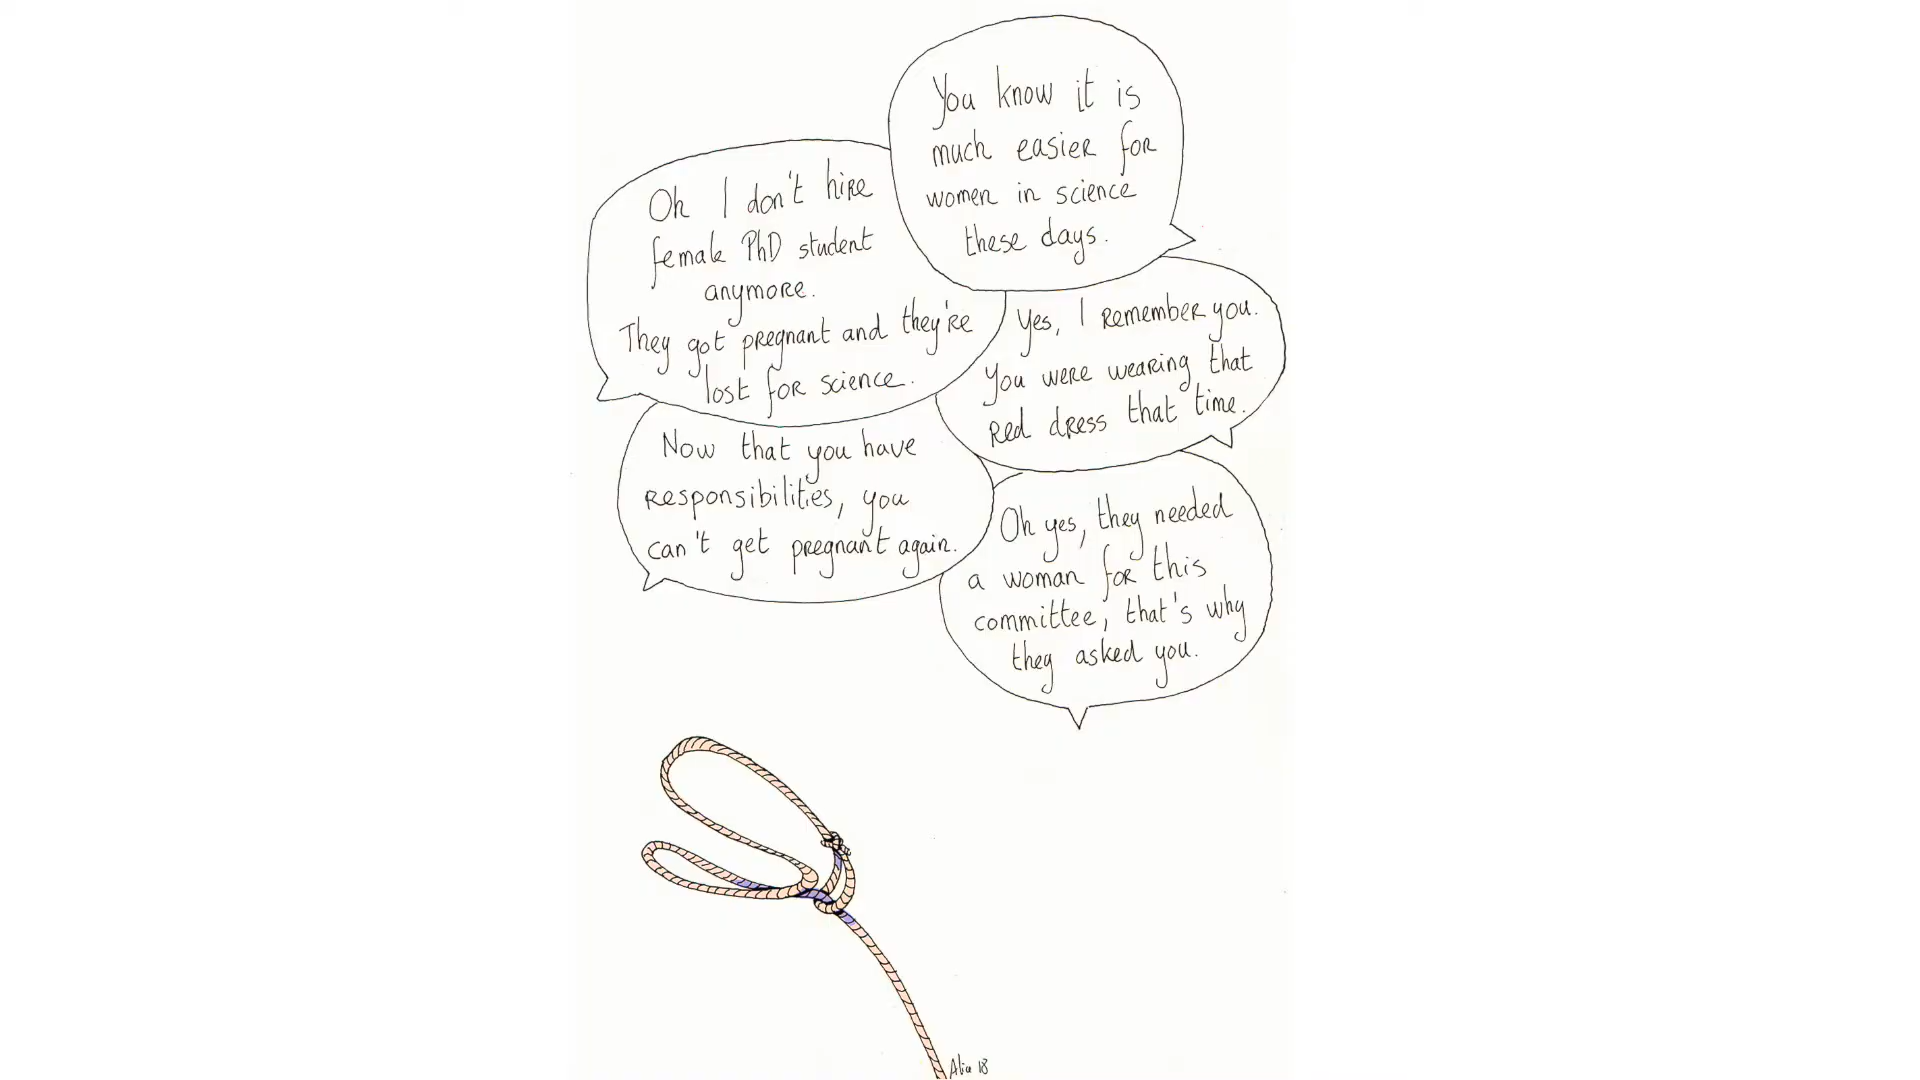 You know it is
much easier for
women in science
these days.
Oh I don't hire
female PhD student
anymore.
They got pregnant and they're
lost for science.
Yes, I remember you.
You were wearing that
red dress that time.
Now that you have
responsibilities, you
can't get pregnant again.
Oh yes, they needed
a woman for this
committee, that's why
they asked you.
18